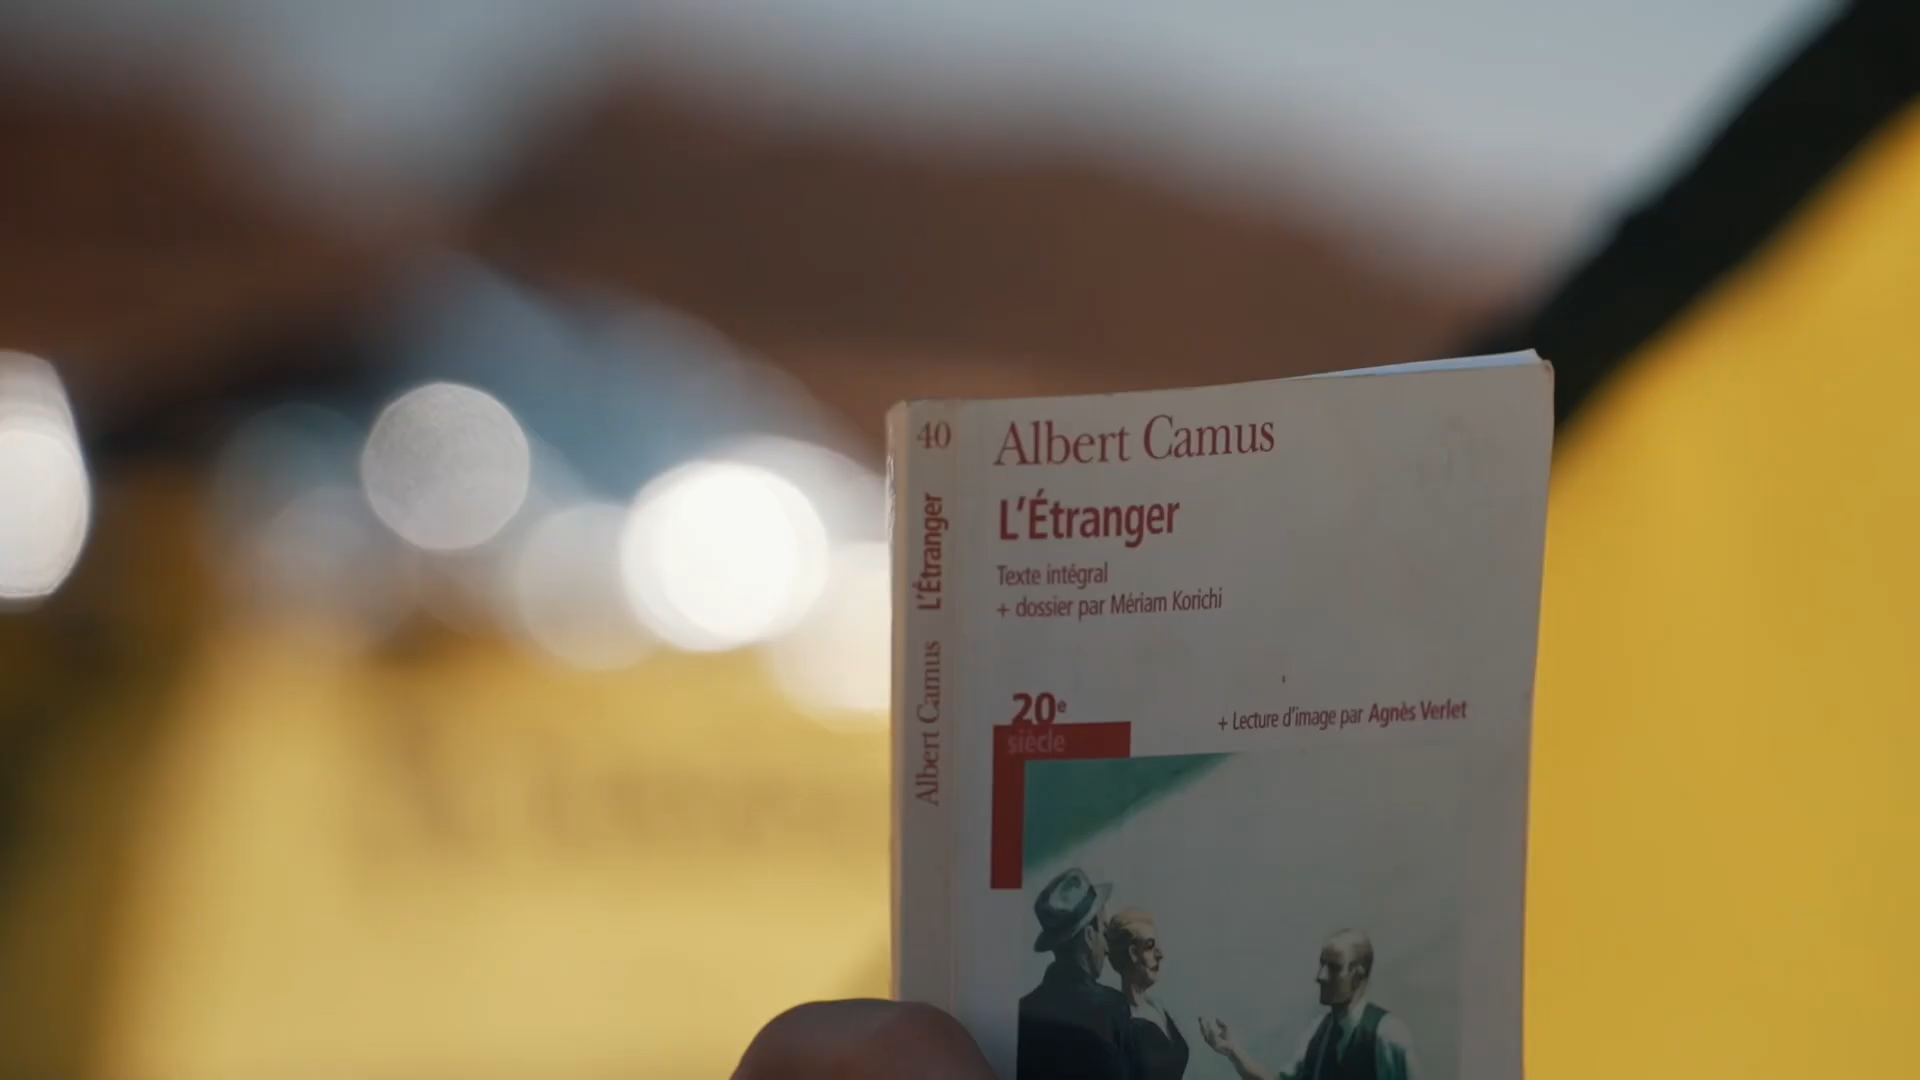 40
L'Étranger
Albert Camus
Albert Camus
L'Étranger
Texte intégral
+ dossier par Mériam Korichi
20e
siècle
+ Lecture d'image par Agnès Verlet